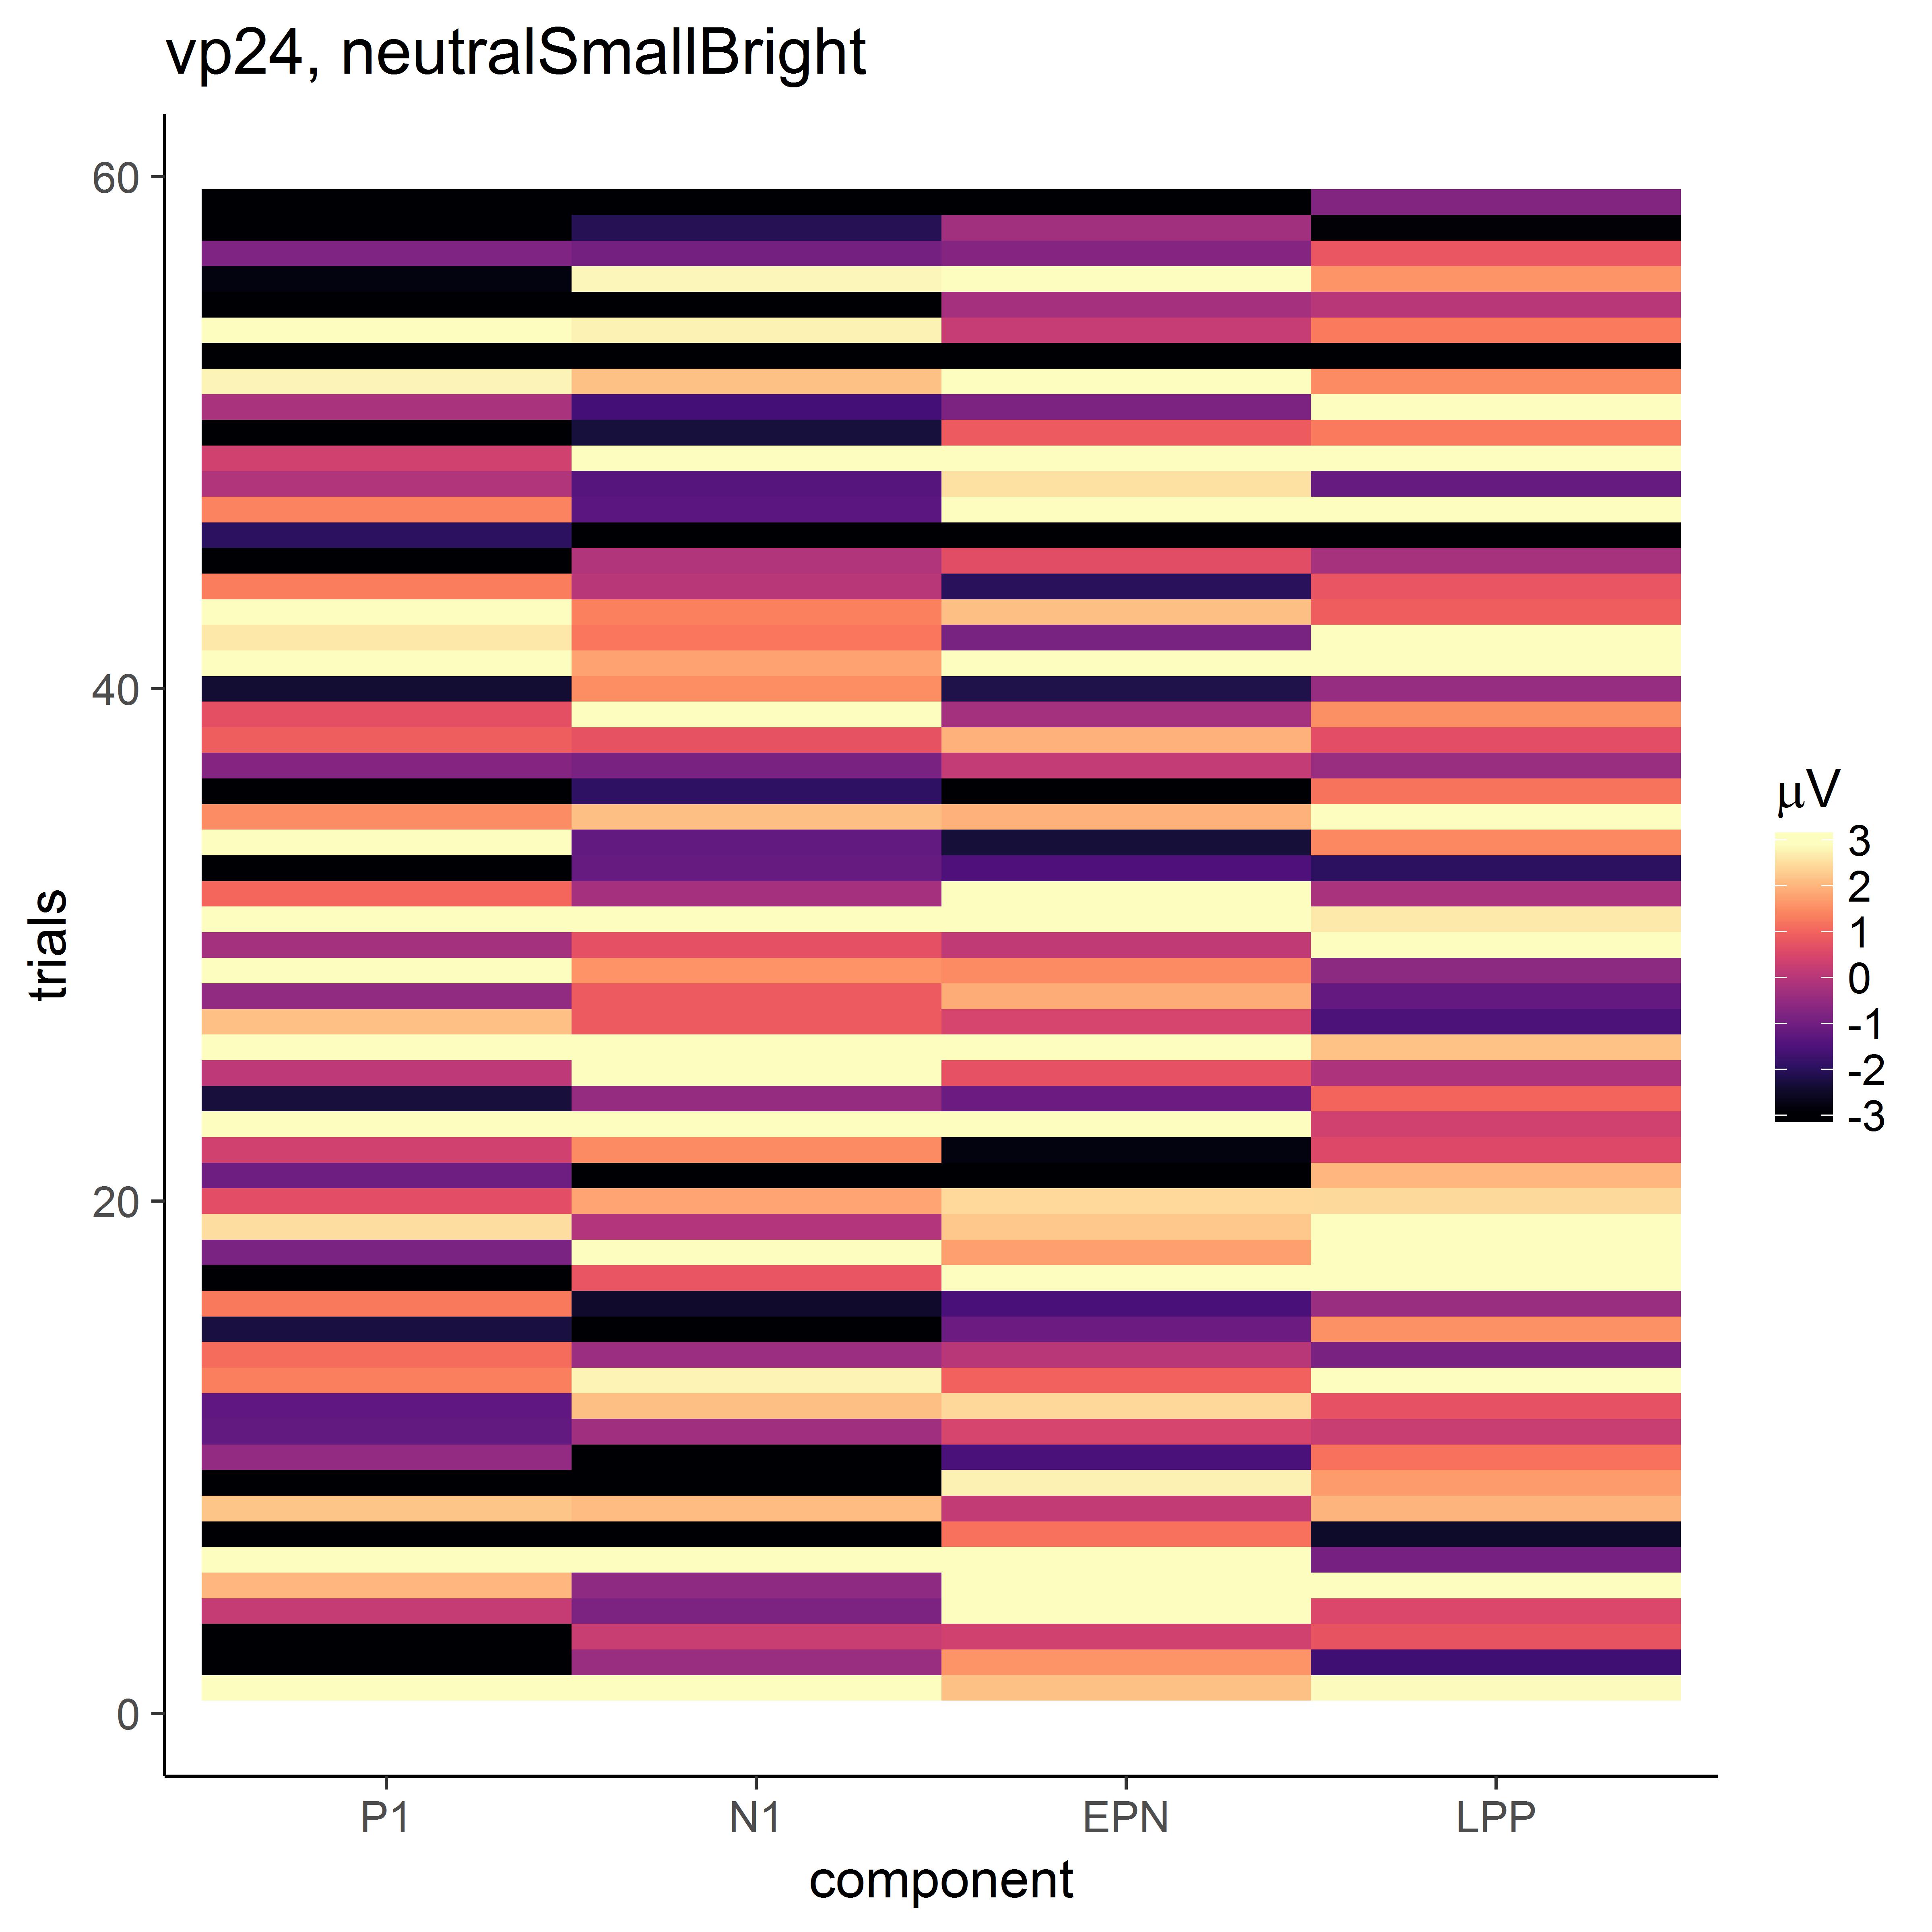 vp24, neutralSmallBright
60
40
20
0
trials
P1 N1 EPN LPP
component
μV
3
2
1
0
-1
-2
-3